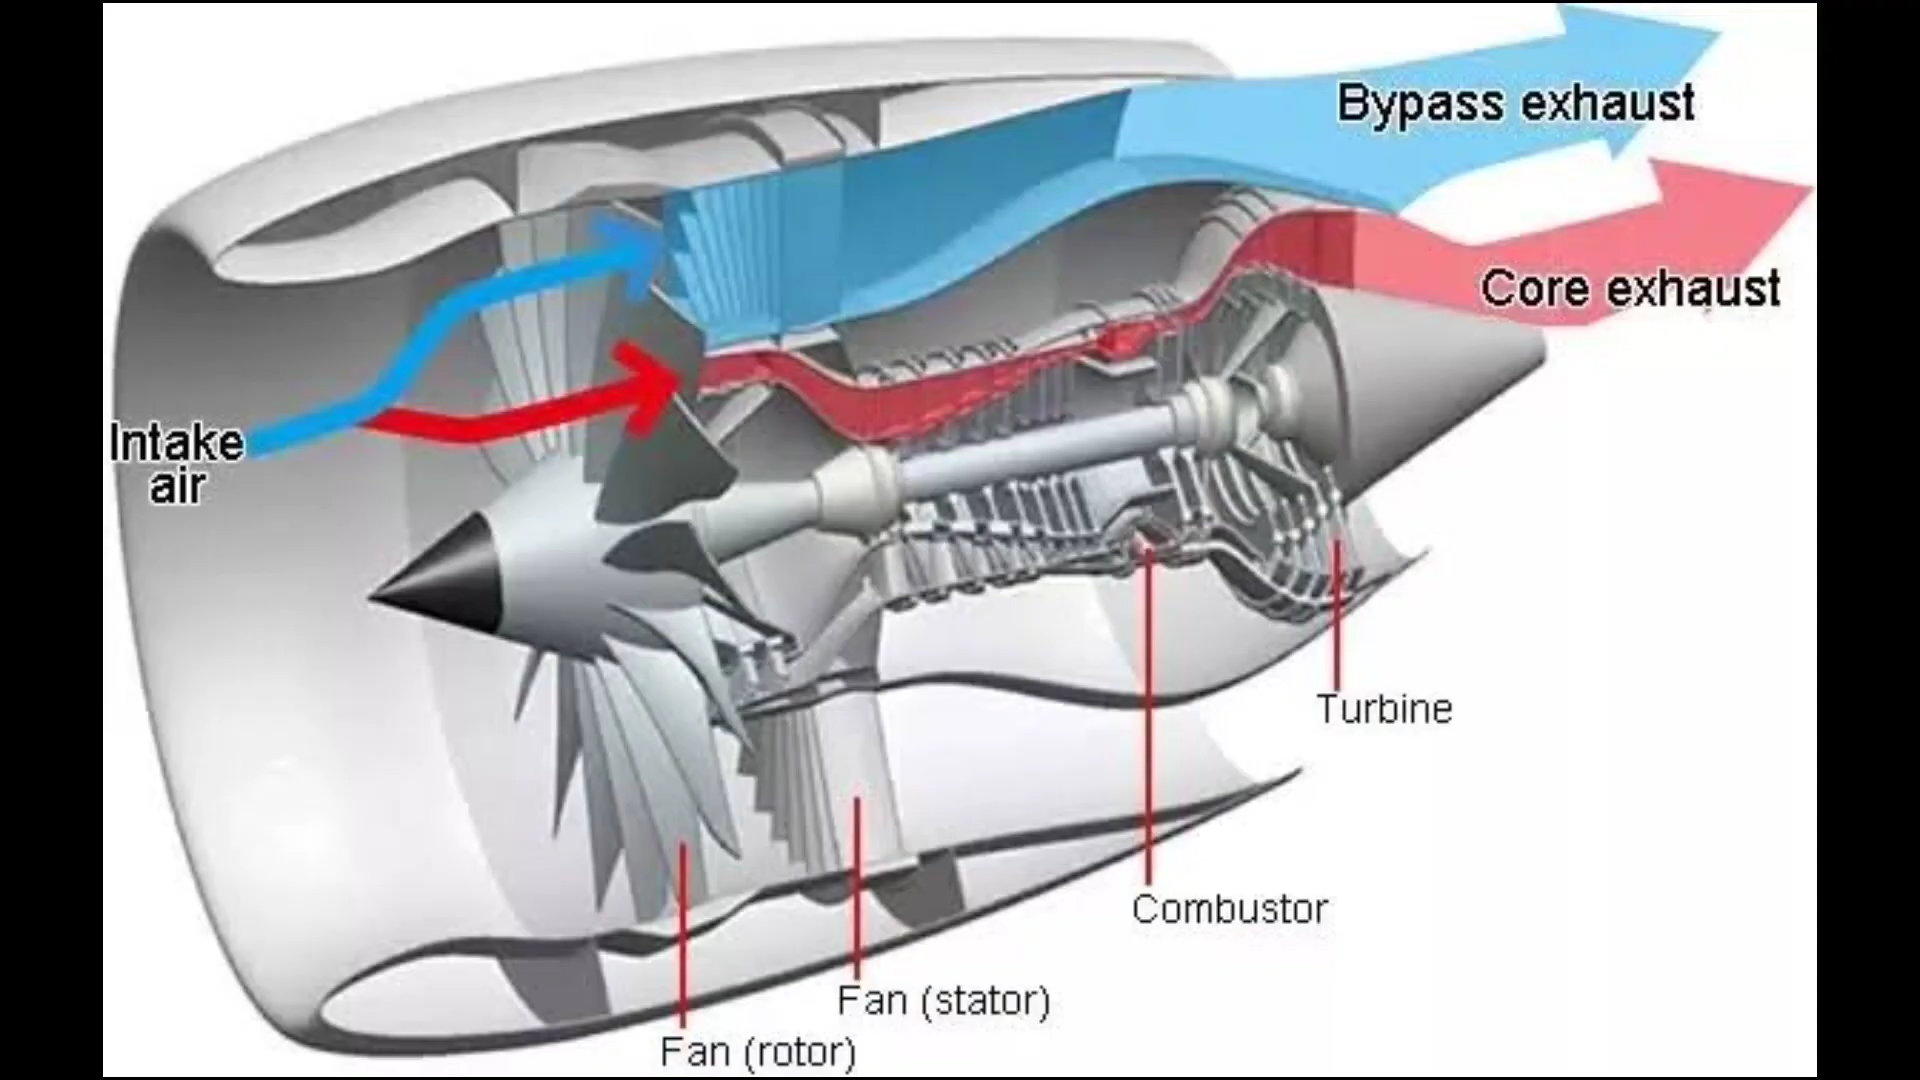 Bypass exhaust
Core exhaust
Intake
air
Turbine
Combustor
Fan (stator)
Fan (rotor)